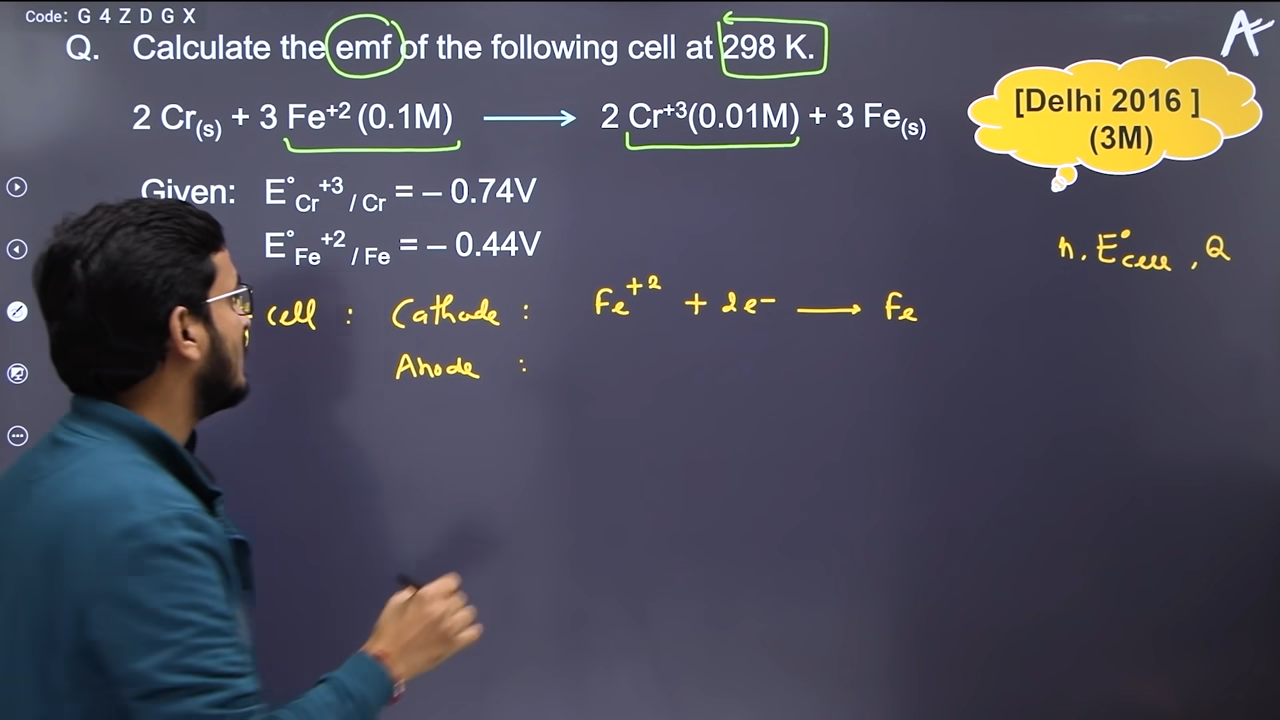 Code: G 4 Z D G X
Q. Calculate the emf of the following cell at 298 K.
2 Cr(s) + 3 Fe+2 (0.1M) ⟶ 2 Cr+3(0.01M) + 3 Fe(s)
[Delhi 2016 ]
(3M)
Given: E°Cr+3 / Cr = – 0.74V
E°Fe+2 / Fe = – 0.44V
n, E°cell , Q
cell : Cathode : Fe+2 + 2e– ⟶ Fe
Anode :